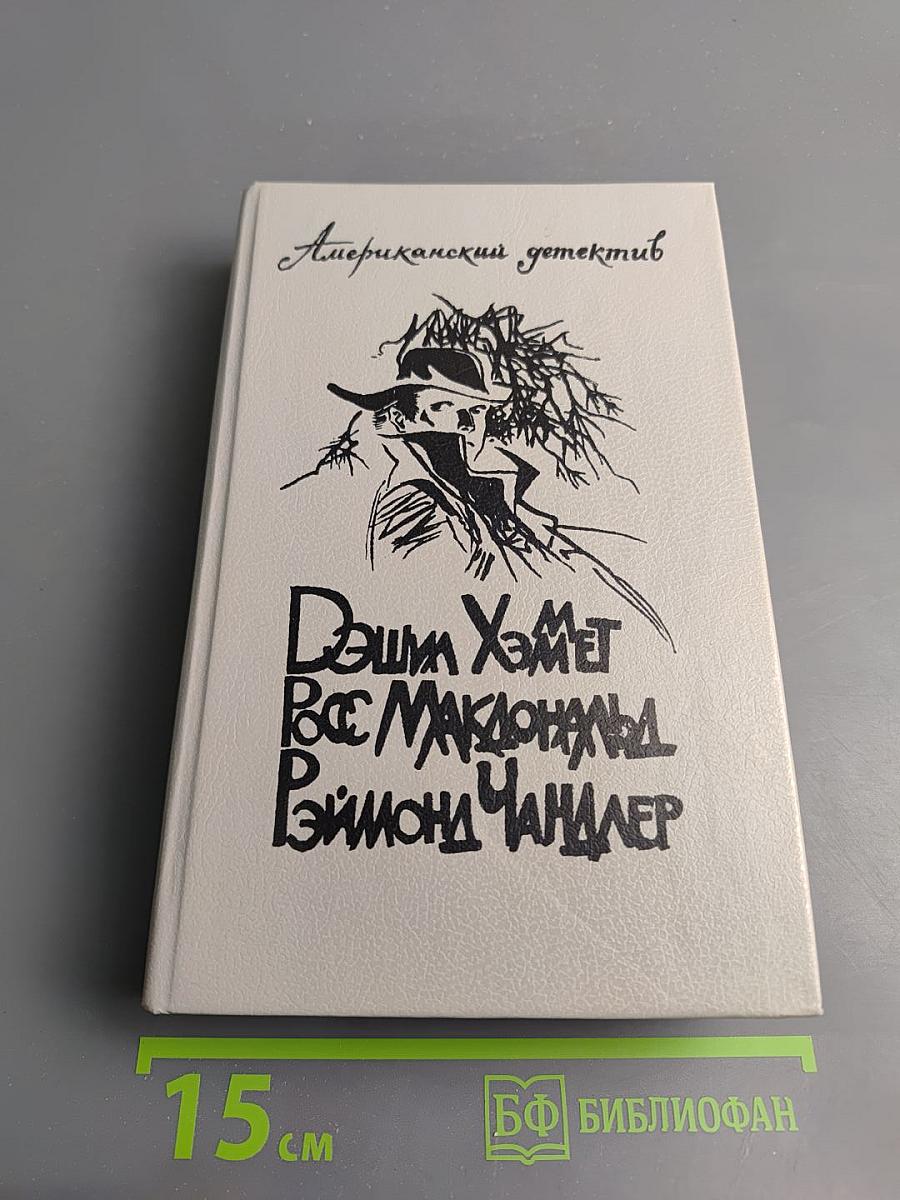 Американский детектив
Дэшил Хэммет
Росс Макдональд
Рэймонд Чандлер
15 см
БФ БИБЛИОФАН